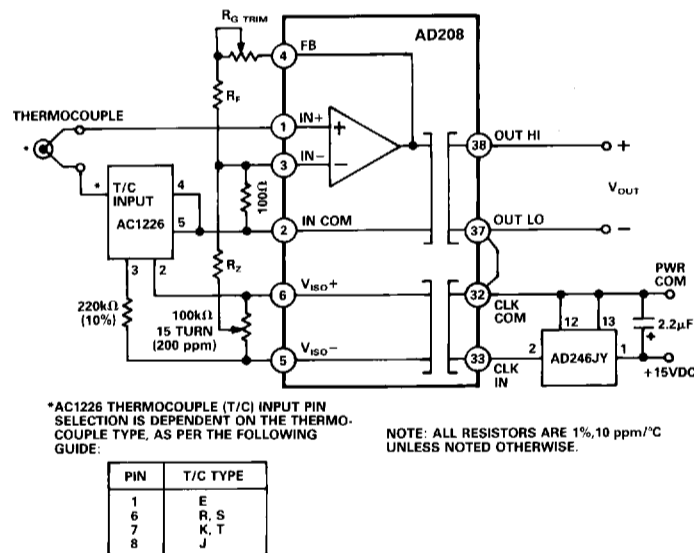 R_G TRIM
AD208
4 FB
R_F
THERMOCOUPLE
1 IN+
+
38 OUT HI
+
*
3 IN−
−
* T/C INPUT
4
AC1226
5
100Ω
V_OUT
2 IN COM
37 OUT LO
−
3 2
R_Z
PWR COM
6 V_ISO+
32 CLK COM
220kΩ
(10%)
100kΩ
15 TURN
(200 ppm)
12 13
2.2μF
+
5 V_ISO−
33 CLK IN
2 AD246JY 1
+15VDC
*AC1226 THERMOCOUPLE (T/C) INPUT PIN
SELECTION IS DEPENDENT ON THE THERMO-
COUPLE TYPE, AS PER THE FOLLOWING
GUIDE:
NOTE: ALL RESISTORS ARE 1%,10 ppm/°C
UNLESS NOTED OTHERWISE.
PIN T/C TYPE
1 E
6 R, S
7 K, T
8 J